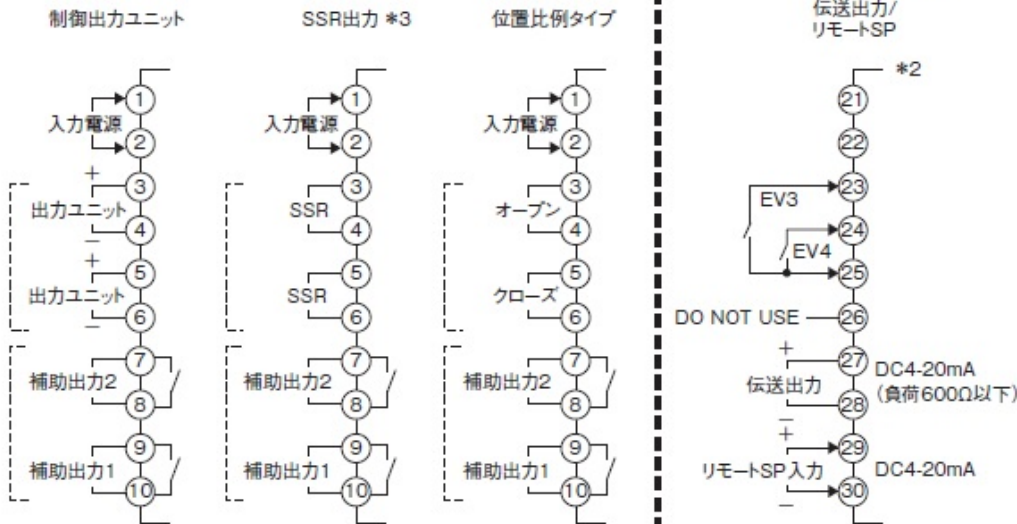 制御出力ユニット
入力電源
1
2
+
3
出力ユニット
4
−
+
5
出力ユニット
6
−
7
補助出力2
8
9
補助出力1
10
SSR出力 *3
入力電源
1
2
3
SSR
4
5
SSR
6
7
補助出力2
8
9
補助出力1
10
位置比例タイプ
入力電源
1
2
3
オープン
4
5
クローズ
6
7
補助出力2
8
9
補助出力1
10
伝送出力/
リモートSP
*2
21
22
EV3
23
24
EV4
25
DO NOT USE
26
+
27
伝送出力
DC4-20mA
(負荷600Ω以下)
28
−
+
29
リモートSP入力
DC4-20mA
30
−